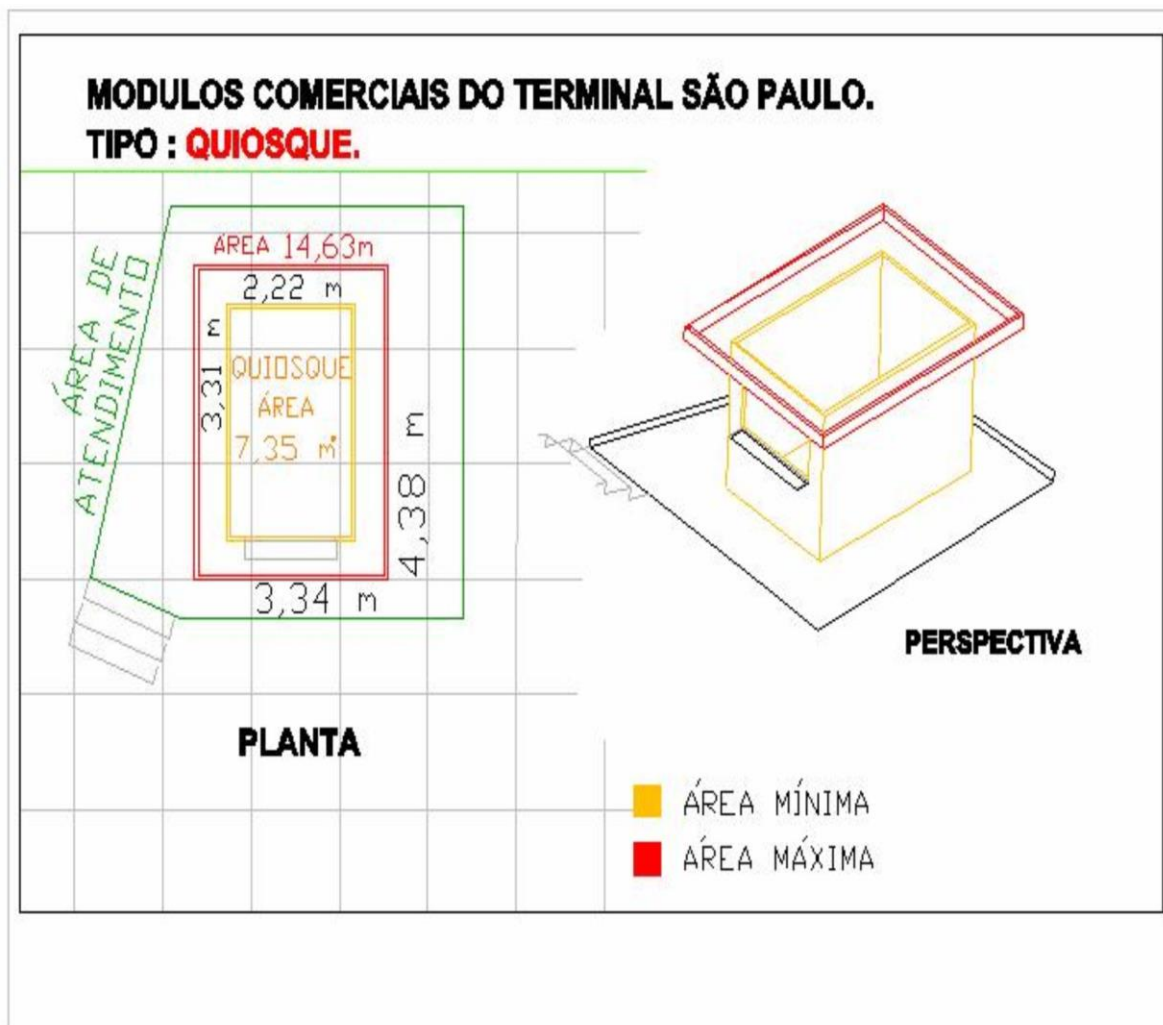 MODULOS COMERCIAIS DO TERMINAL SÃO PAULO.
TIPO : QUIOSQUE.
ÁREA DE
ATENDIMENTO
ÁREA 14,63m
2,22 m
3,31 m
QUIOSQUE
ÁREA
7,35 m²
4,38 m
3,34 m
PLANTA
PERSPECTIVA
ÁREA MÍNIMA
ÁREA MÁXIMA